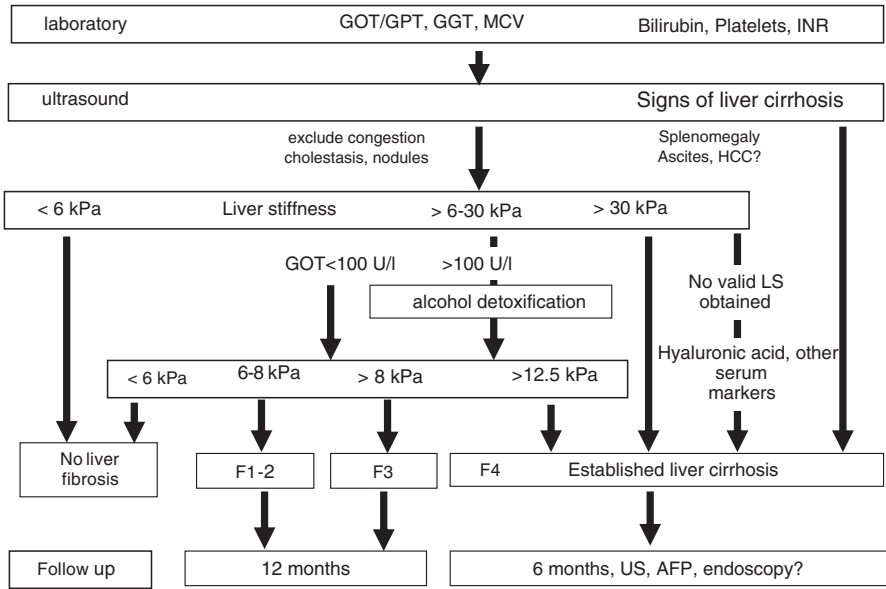 laboratory GOT/GPT, GGT, MCV Bilirubin, Platelets, INR
ultrasound Signs of liver cirrhosis
exclude congestion
cholestasis, nodules
Splenomegaly
Ascites, HCC?
< 6 kPa Liver stiffness > 6-30 kPa > 30 kPa
GOT<100 U/l >100 U/l
No valid LS
obtained
alcohol detoxification
Hyaluronic acid, other
serum
markers
< 6 kPa 6-8 kPa > 8 kPa >12.5 kPa
No liver
fibrosis
F1-2
F3
F4 Established liver cirrhosis
Follow up
12 months
6 months, US, AFP, endoscopy?